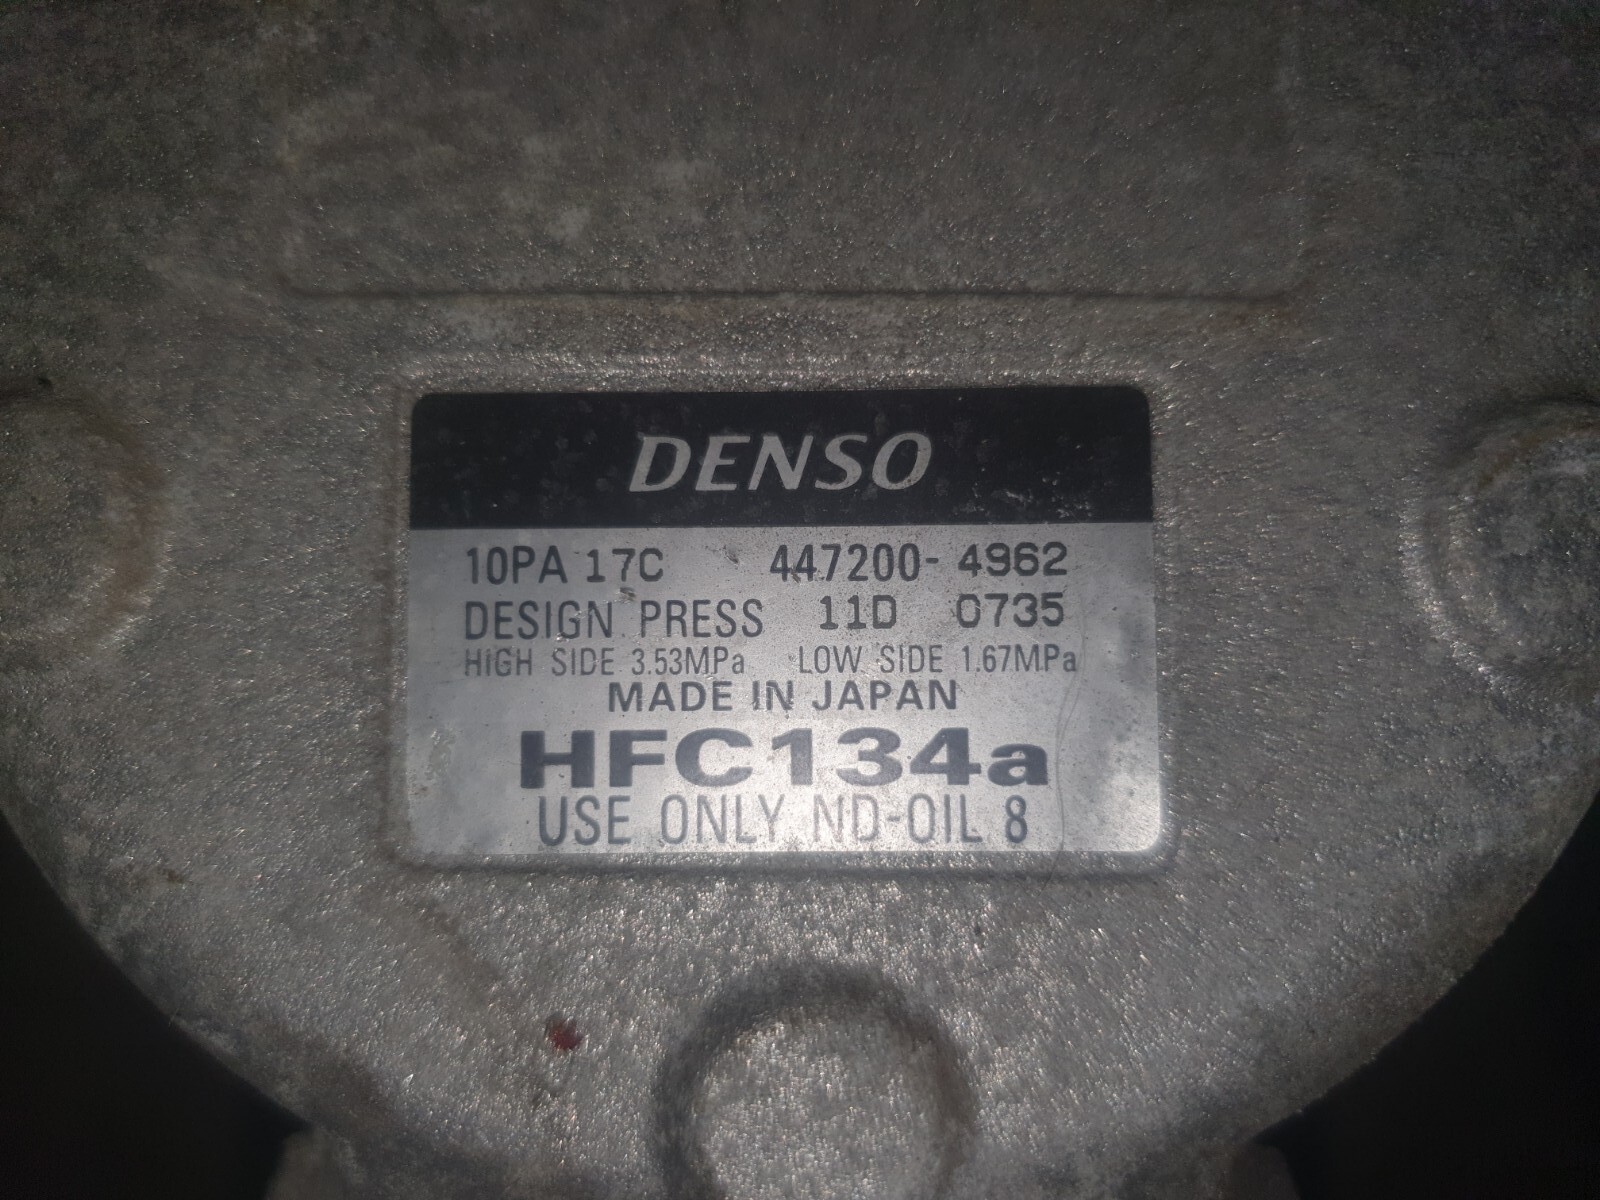 DENSO
10PA 17C 447200-4962
DESIGN PRESS 11D 0735
HIGH SIDE 3.53MPa LOW SIDE 1.67MPa
MADE IN JAPAN
HFC134a
USE ONLY ND-OIL 8